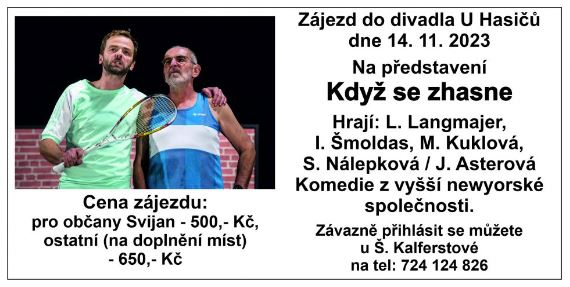 Zájezd do divadla U Hasičů
dne 14. 11. 2023
Na představení
Když se zhasne
Hrají: L. Langmajer,
I. Šmoldas, M. Kuklová,
S. Nálepková / J. Asterová
Komedie z vyšší newyorské
společnosti.
Závazně přihlásit se můžete
u Š. Kalferstové
na tel: 724 124 826
Cena zájezdu:
pro občany Svijan - 500,- Kč,
ostatní (na doplnění míst)
- 650,- Kč